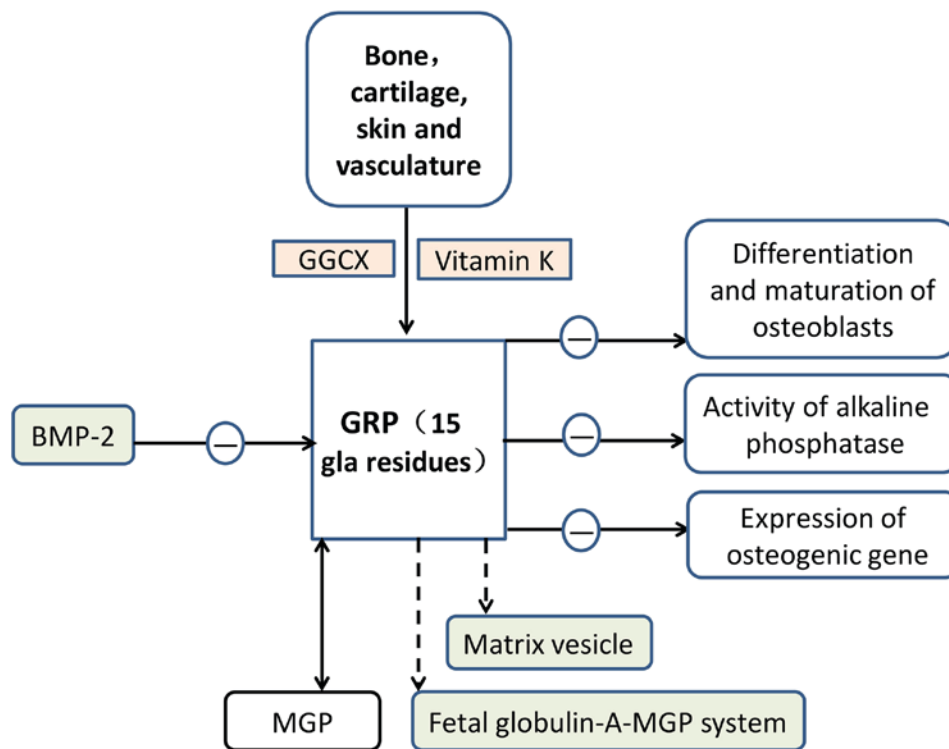 Bone,
cartilage,
skin and
vasculature
GGCX
Vitamin K
Differentiation
and maturation of
osteoblasts
—
BMP-2
—
GRP（15
gla residues）
—
Activity of alkaline
phosphatase
—
Expression of
osteogenic gene
Matrix vesicle
MGP
Fetal globulin-A-MGP system